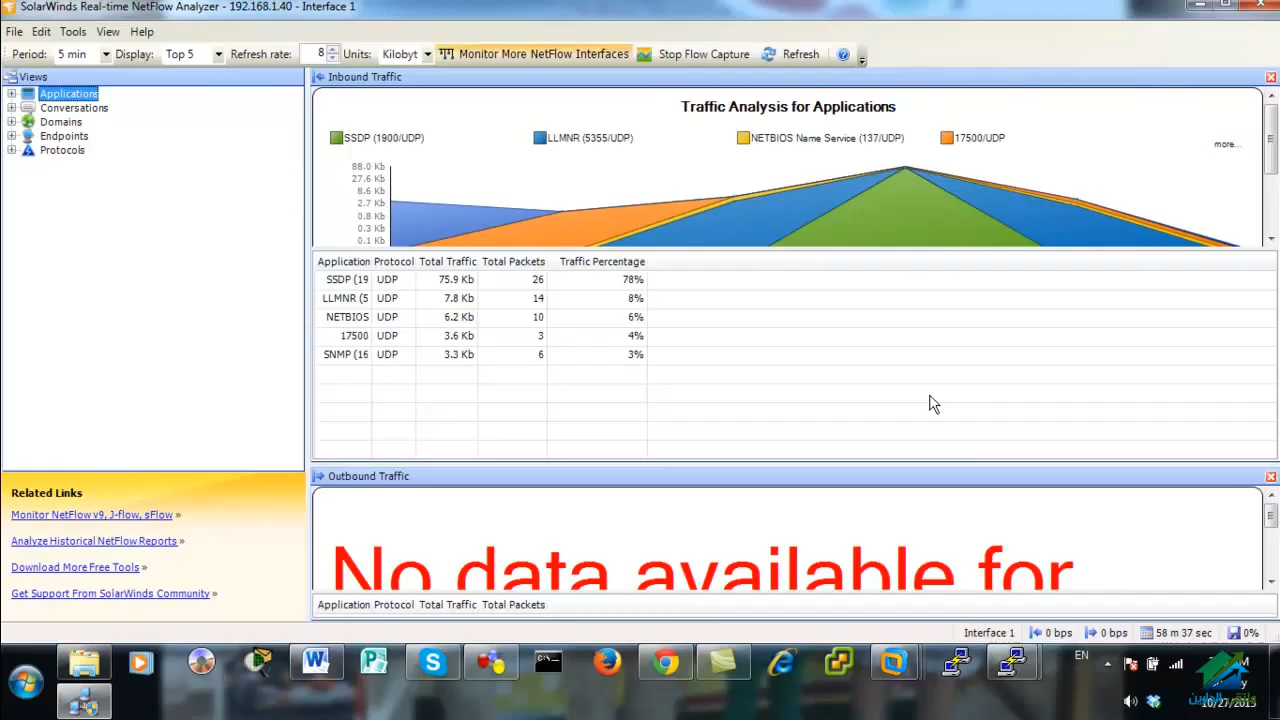 SolarWinds Real-time NetFlow Analyzer - 192.168.1.40 - Interface 1
File Edit Tools View Help
Period: 5 min Display: Top 5 Refresh rate: 8 Units: Kilobyt Monitor More NetFlow Interfaces Stop Flow Capture Refresh
Views
Applications
Conversations
Domains
Endpoints
Protocols
Related Links
Monitor NetFlow v9, J-flow, sFlow »
Analyze Historical NetFlow Reports »
Download More Free Tools »
Get Support From SolarWinds Community »
Inbound Traffic
Traffic Analysis for Applications
SSDP (1900/UDP) LLMNR (5355/UDP) NETBIOS Name Service (137/UDP) 17500/UDP
more...
88.0 Kb
27.6 Kb
8.6 Kb
2.7 Kb
0.8 Kb
0.3 Kb
0.1 Kb
Application Protocol Total Traffic Total Packets Traffic Percentage
SSDP (19 UDP 75.9 Kb 26 78%
LLMNR (5 UDP 7.8 Kb 14 8%
NETBIOS UDP 6.2 Kb 10 6%
17500 UDP 3.6 Kb 3 4%
SNMP (16 UDP 3.3 Kb 6 3%
Outbound Traffic
No data available for
Application Protocol Total Traffic Total Packets
Interface 1 0 bps 0 bps 58 m 37 sec 0%
EN
10/27/2015